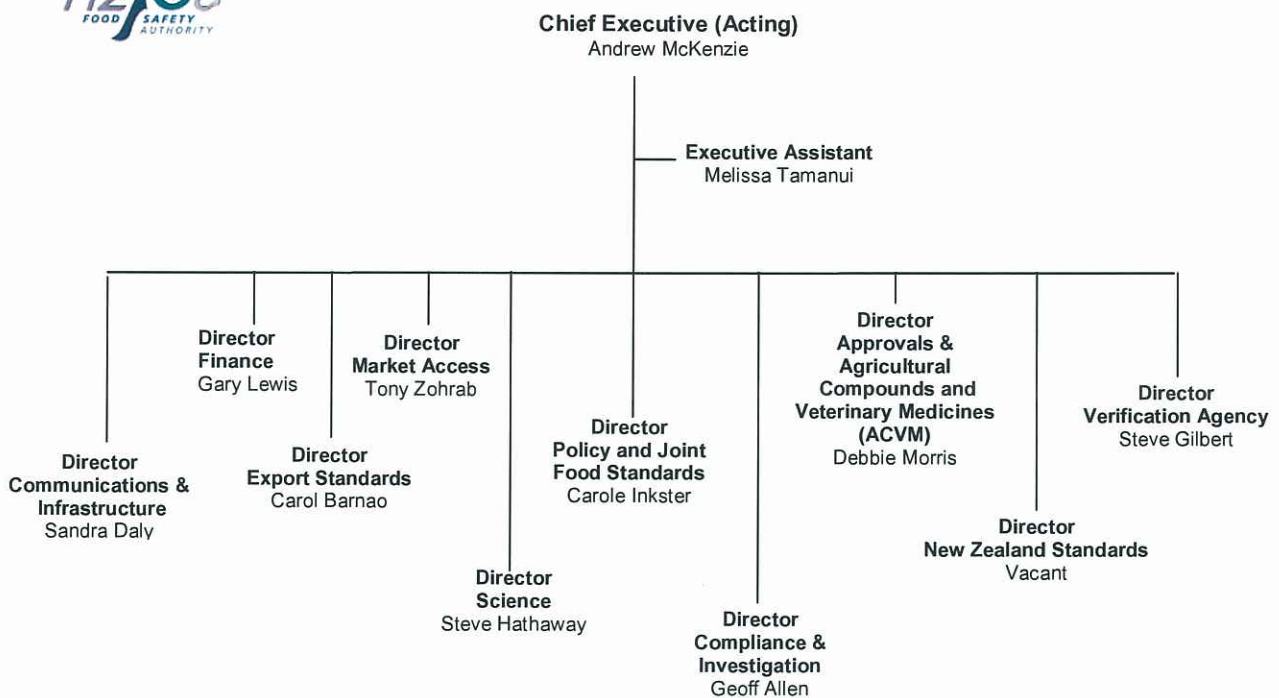 FOOD SAFETY
AUTHORITY
Chief Executive (Acting)
Andrew McKenzie
Executive Assistant
Melissa Tamanui
Director
Communications &
Infrastructure
Sandra Daly
Director
Finance
Gary Lewis
Director
Export Standards
Carol Barnao
Director
Market Access
Tony Zohrab
Director
Science
Steve Hathaway
Director
Policy and Joint
Food Standards
Carole Inkster
Director
Compliance &
Investigation
Geoff Allen
Director
Approvals &
Agricultural
Compounds and
Veterinary Medicines
(ACVM)
Debbie Morris
Director
New Zealand Standards
Vacant
Director
Verification Agency
Steve Gilbert